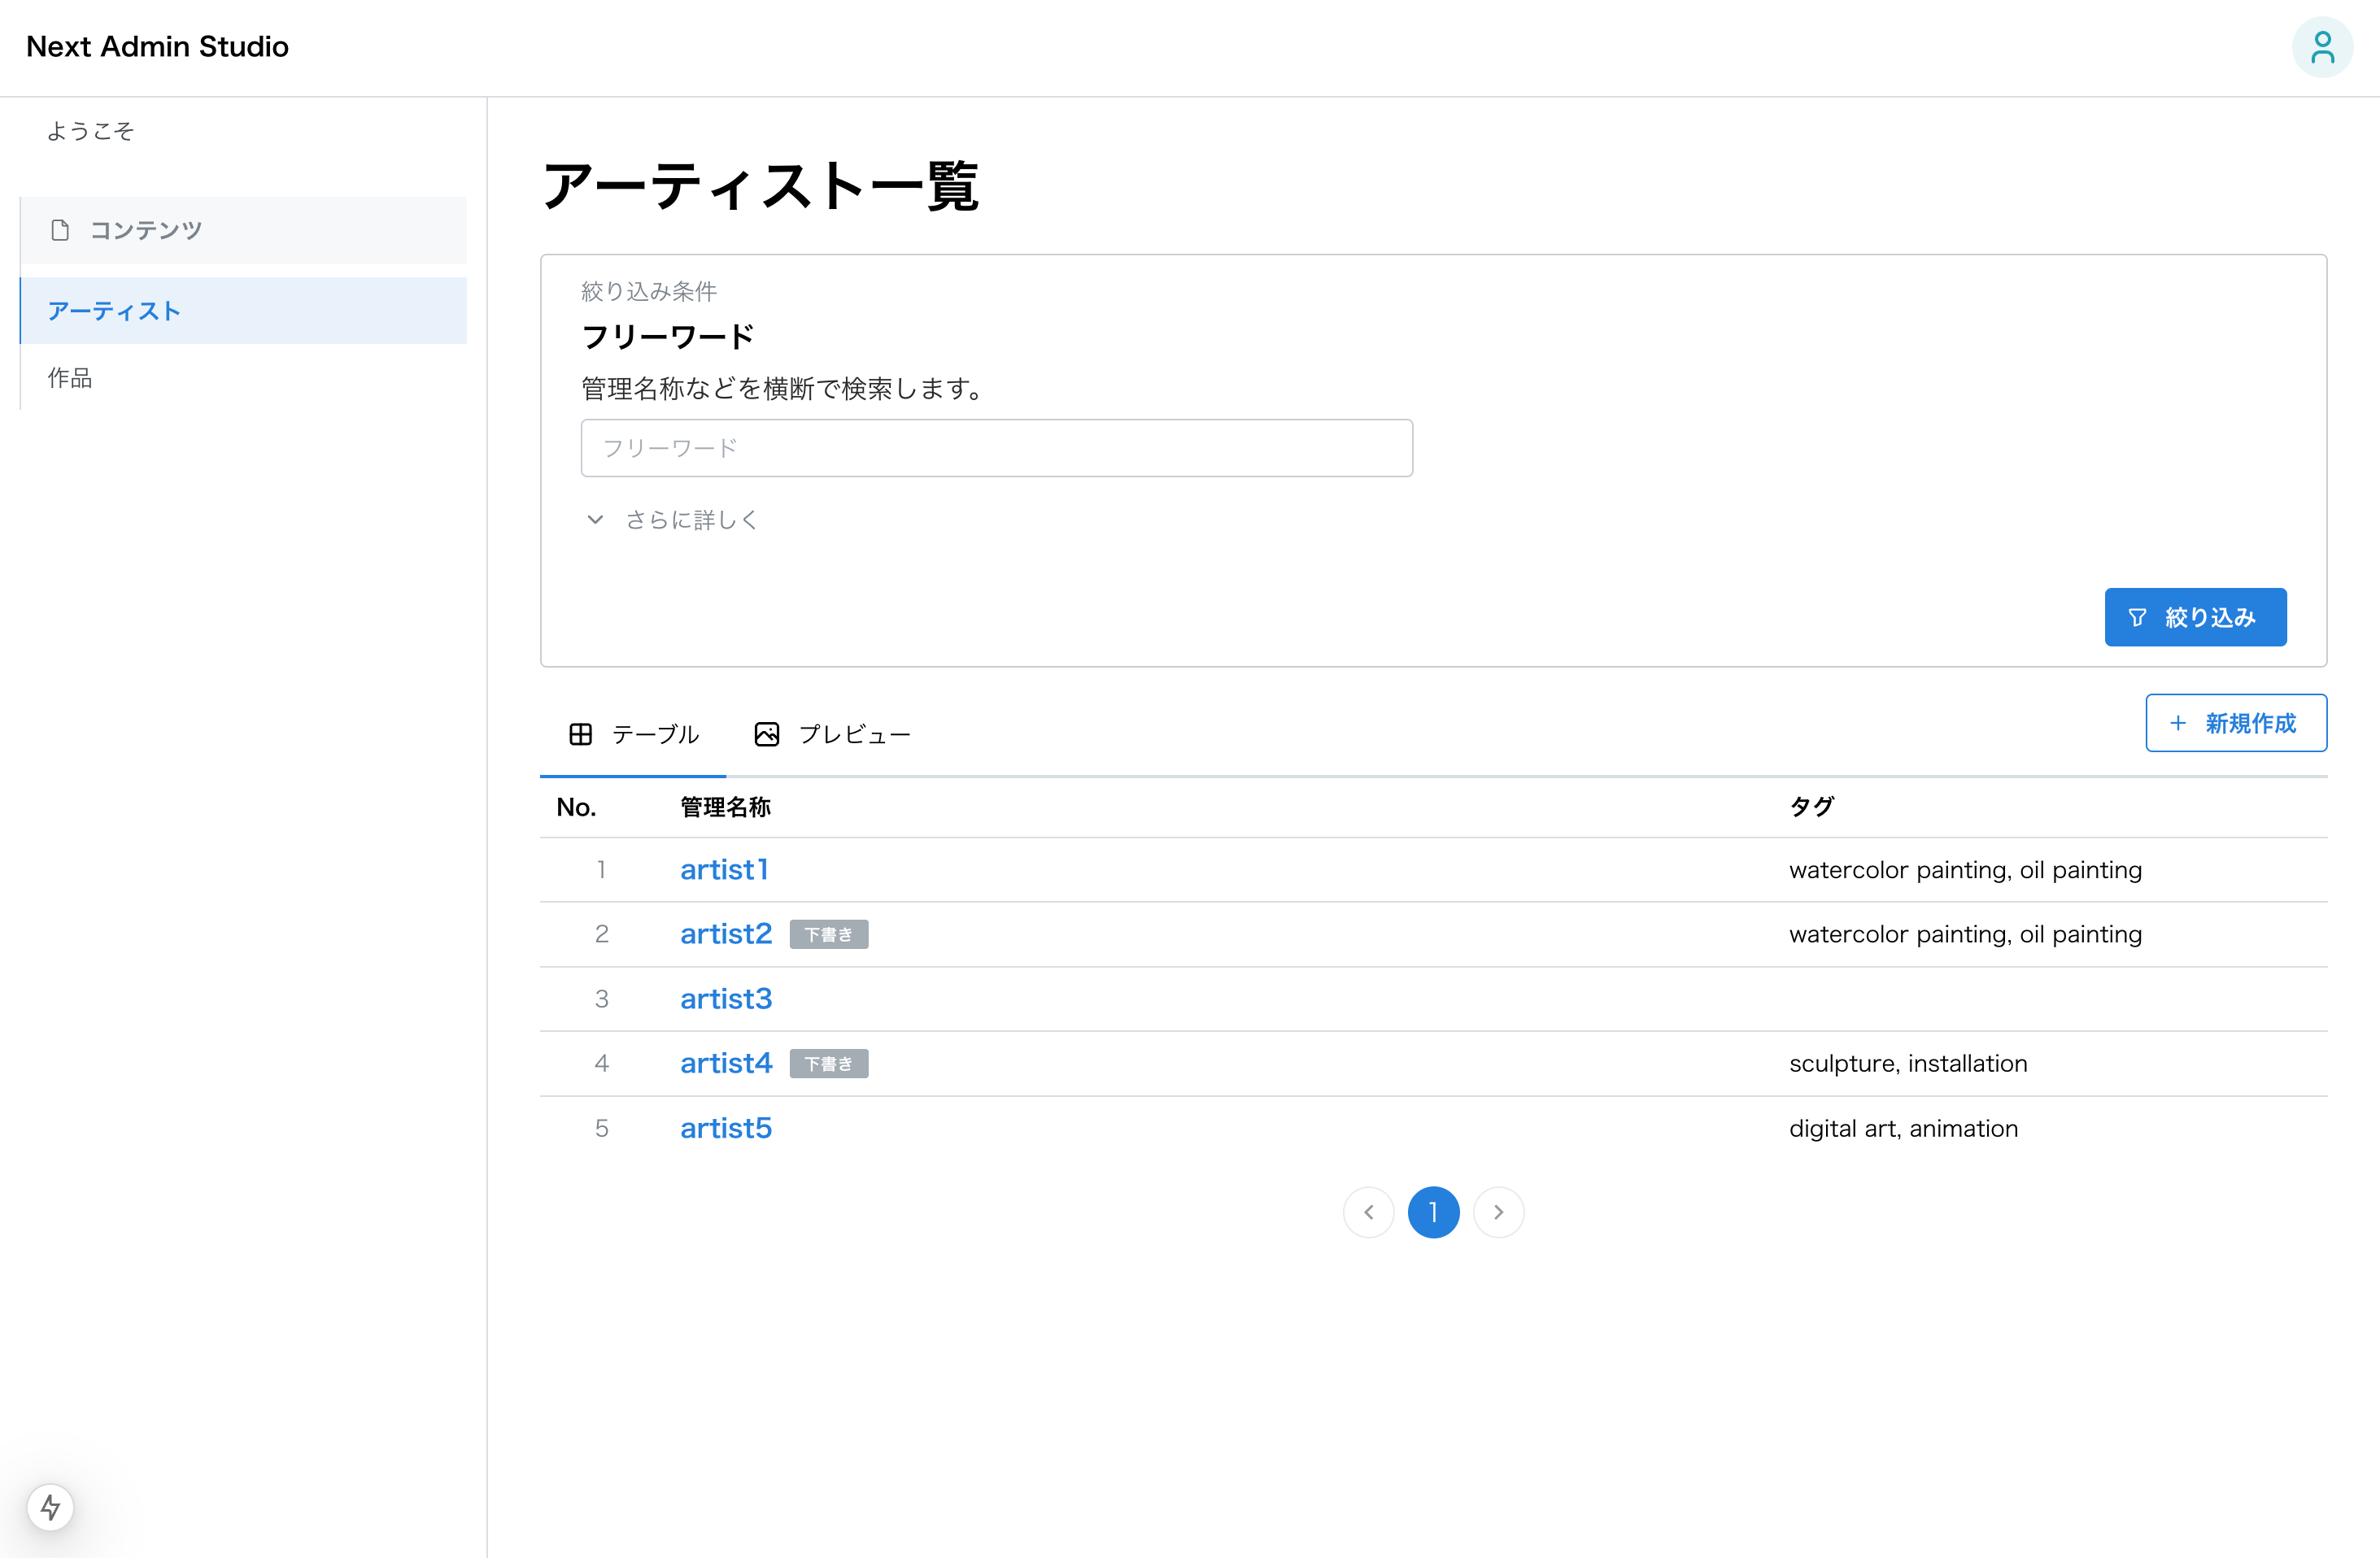 Next Admin Studio
ようこそ
コンテンツ
アーティスト
作品
アーティスト一覧
絞り込み条件
フリーワード
管理名称などを横断で検索します。
フリーワード
さらに詳しく
絞り込み
テーブル プレビュー
+ 新規作成
No. 管理名称 タグ
1 artist1 watercolor painting, oil painting
2 artist2 下書き watercolor painting, oil painting
3 artist3
4 artist4 下書き sculpture, installation
5 artist5 digital art, animation
1